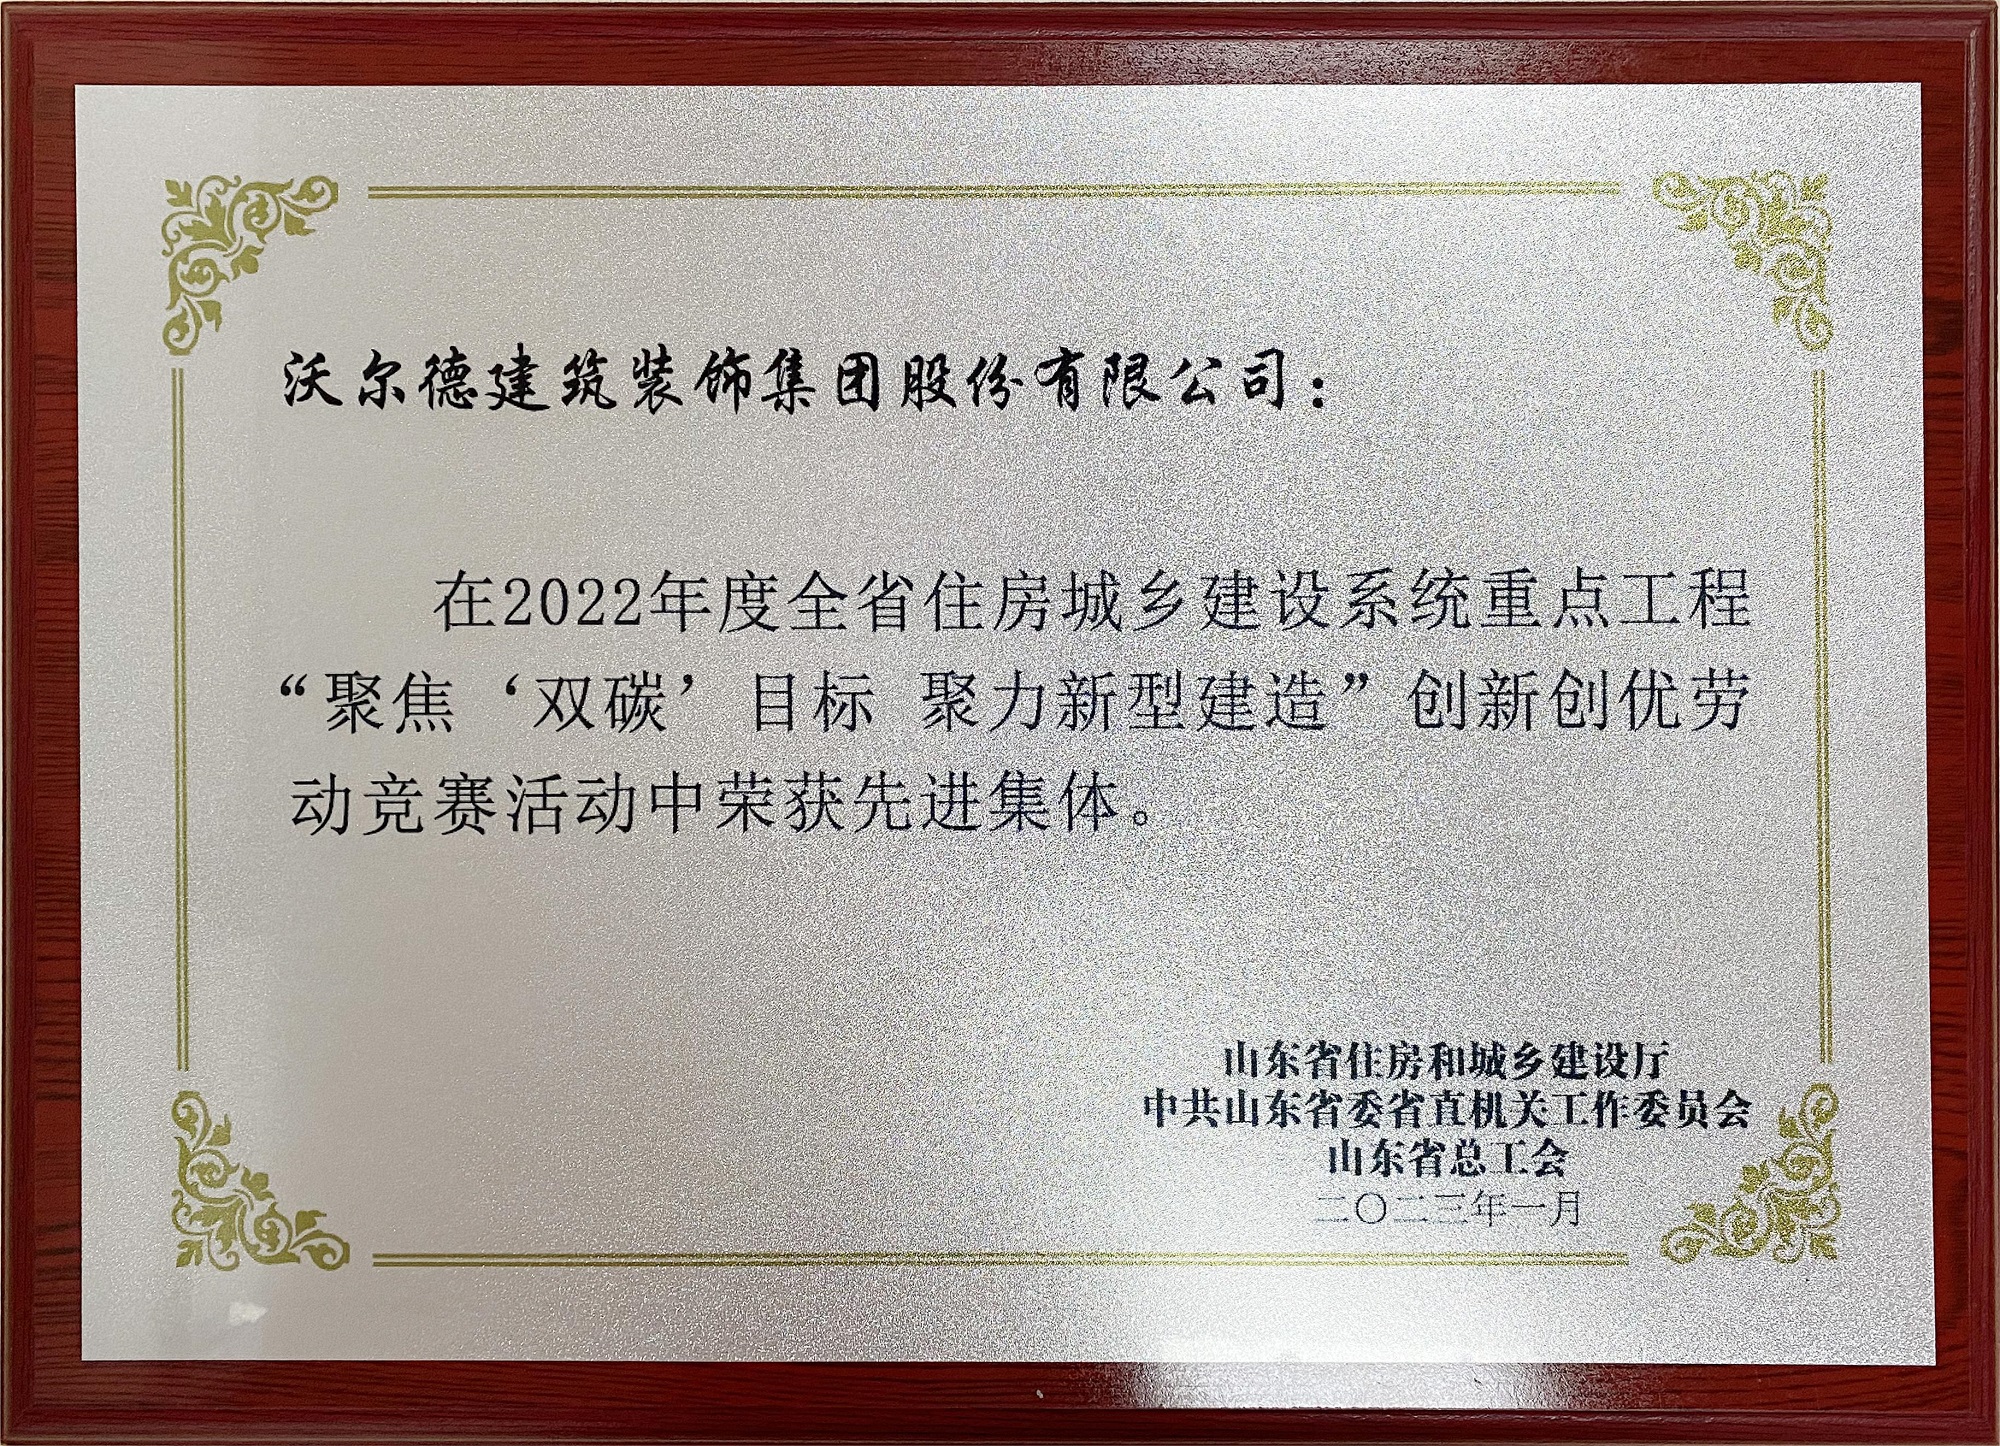 沃尔德建筑装饰集团股份有限公司：
在2022年度全省住房城乡建设系统重点工程
“聚焦‘双碳’目标 聚力新型建造”创新创优劳
动竞赛活动中荣获先进集体。
山东省住房和城乡建设厅
中共山东省委省直机关工作委员会
山东省总工会
二〇二三年一月